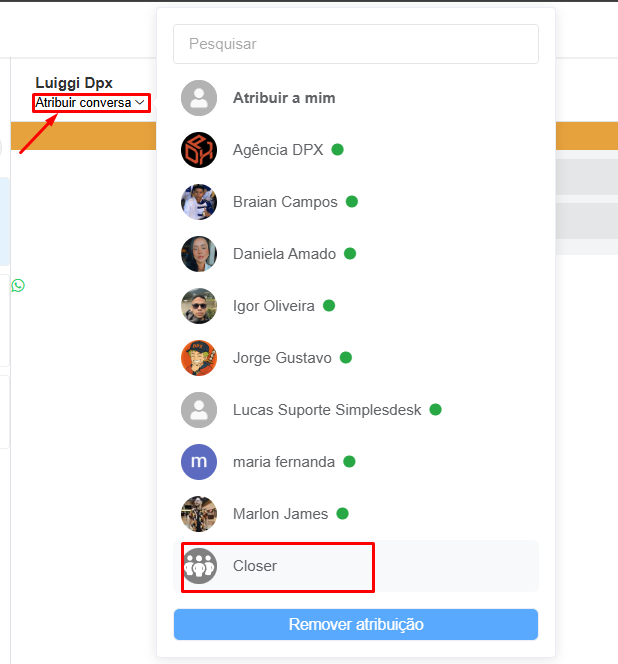 Luiggi Dpx
Atribuir conversa
Pesquisar
Atribuir a mim
Agência DPX
Braian Campos
Daniela Amado
Igor Oliveira
Jorge Gustavo
Lucas Suporte Simplesdesk
m
maria fernanda
Marlon James
Closer
Remover atribuição